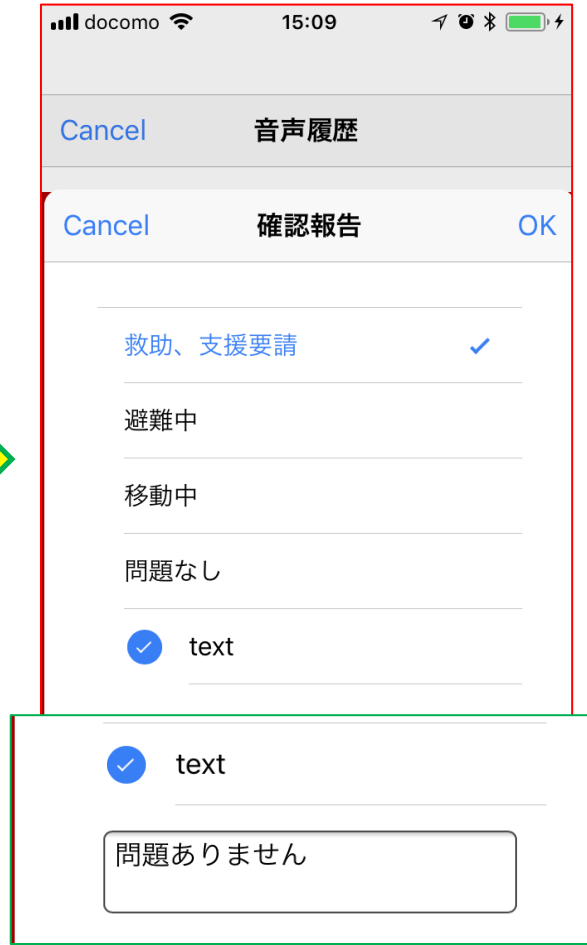 docomo 15:09
Cancel 音声履歴
Cancel 確認報告 OK
救助、支援要請
避難中
移動中
問題なし
text
text
問題ありません